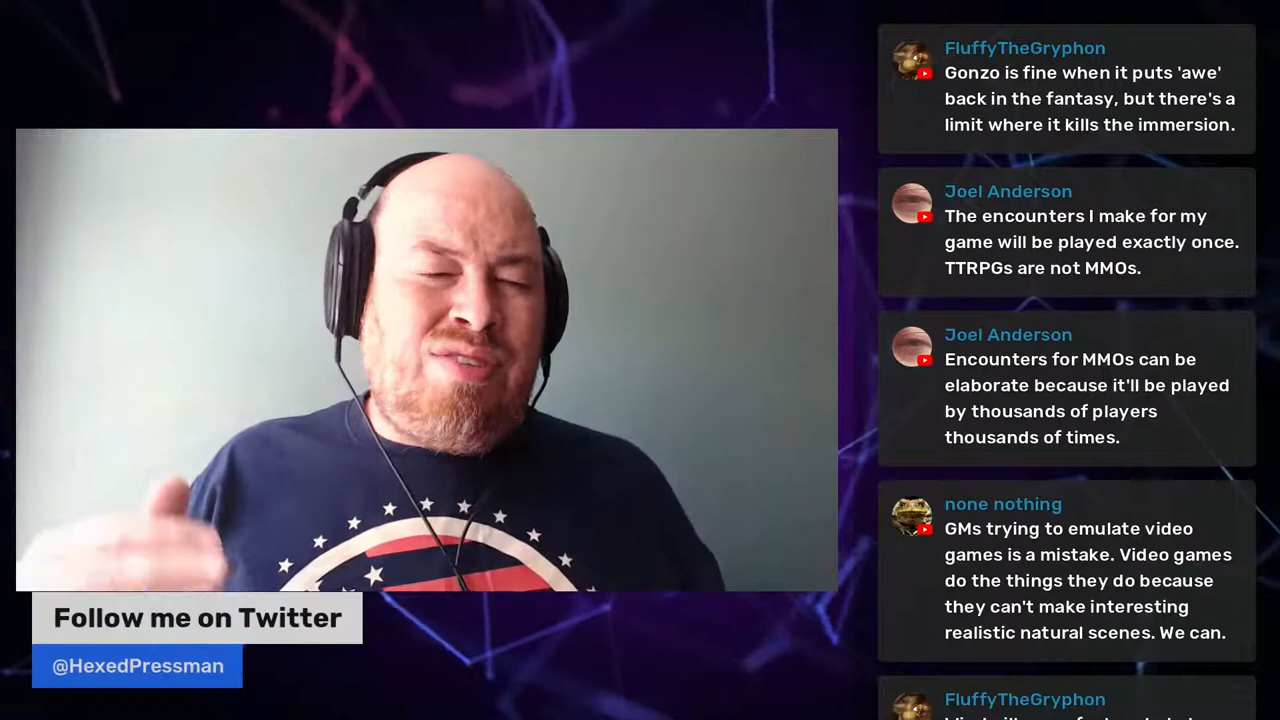 Follow me on Twitter
@HexedPressman
FluffyTheGryphon
Gonzo is fine when it puts 'awe'
back in the fantasy, but there's a
limit where it kills the immersion.
Joel Anderson
The encounters I make for my
game will be played exactly once.
TTRPGs are not MMOs.
Joel Anderson
Encounters for MMOs can be
elaborate because it'll be played
by thousands of players
thousands of times.
none nothing
GMs trying to emulate video
games is a mistake. Video games
do the things they do because
they can't make interesting
realistic natural scenes. We can.
FluffyTheGryphon